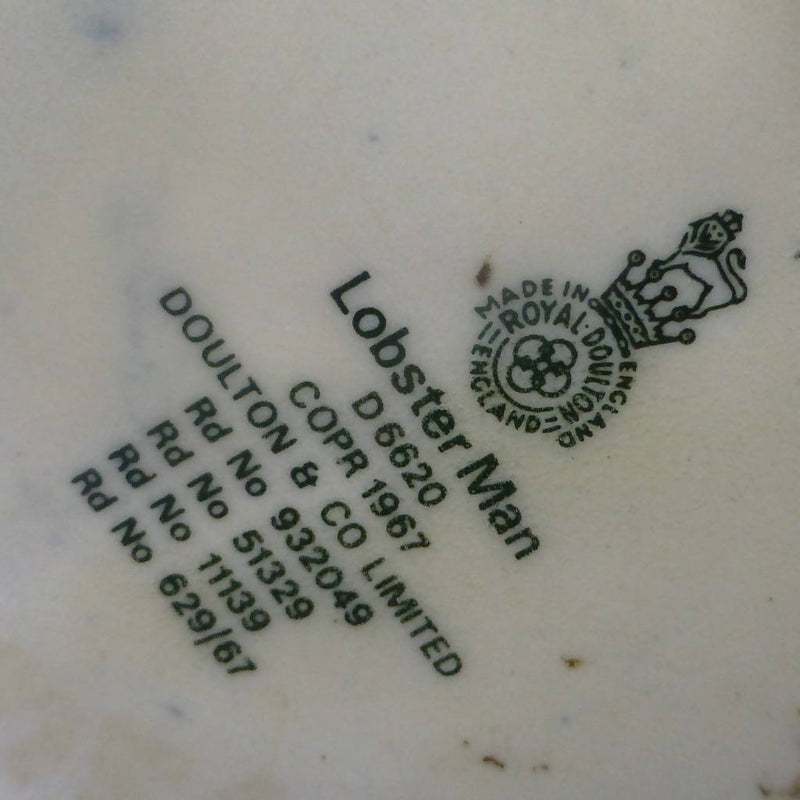 MADE IN
ENGLAND
ROYAL·DOULTON
ENGLAND
Lobster Man
D 6620
COPR 1967
DOULTON & CO LIMITED
Rd No 932049
Rd No 51329
Rd No 11139
Rd No 629/67